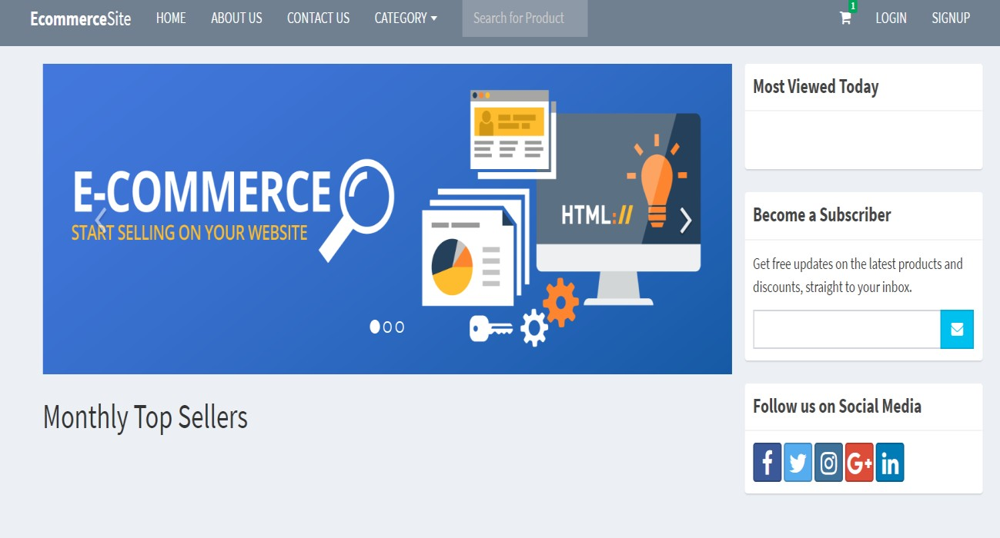 EcommerceSite HOME ABOUT US CONTACT US CATEGORY Search for Product 1 LOGIN SIGNUP
E-COMMERCE
START SELLING ON YOUR WEBSITE
HTML://
Monthly Top Sellers
Most Viewed Today
Become a Subscriber
Get free updates on the latest products and
discounts, straight to your inbox.
Follow us on Social Media
f G+ in